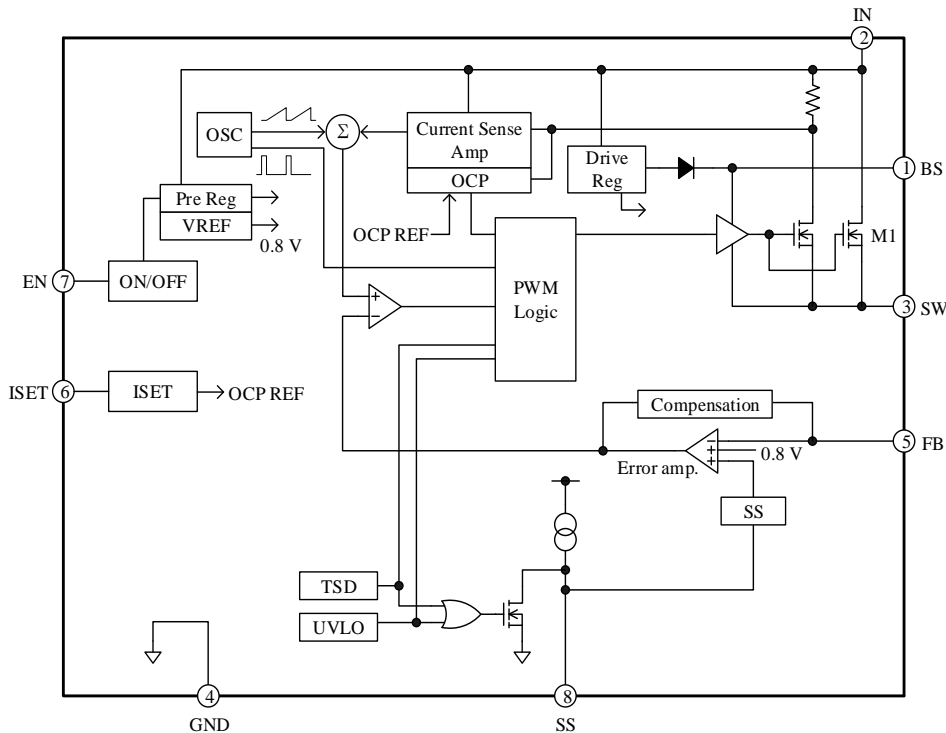 IN
2
OSC
Σ
Current Sense
Amp
OCP
Drive
Reg
1
BS
Pre Reg
VREF
0.8 V
OCP REF
M1
EN
7
ON/OFF
PWM
Logic
+
−
3
SW
ISET
6
ISET
OCP REF
Compensation
5
FB
−
+
+
0.8 V
Error amp.
SS
TSD
UVLO
4
GND
8
SS